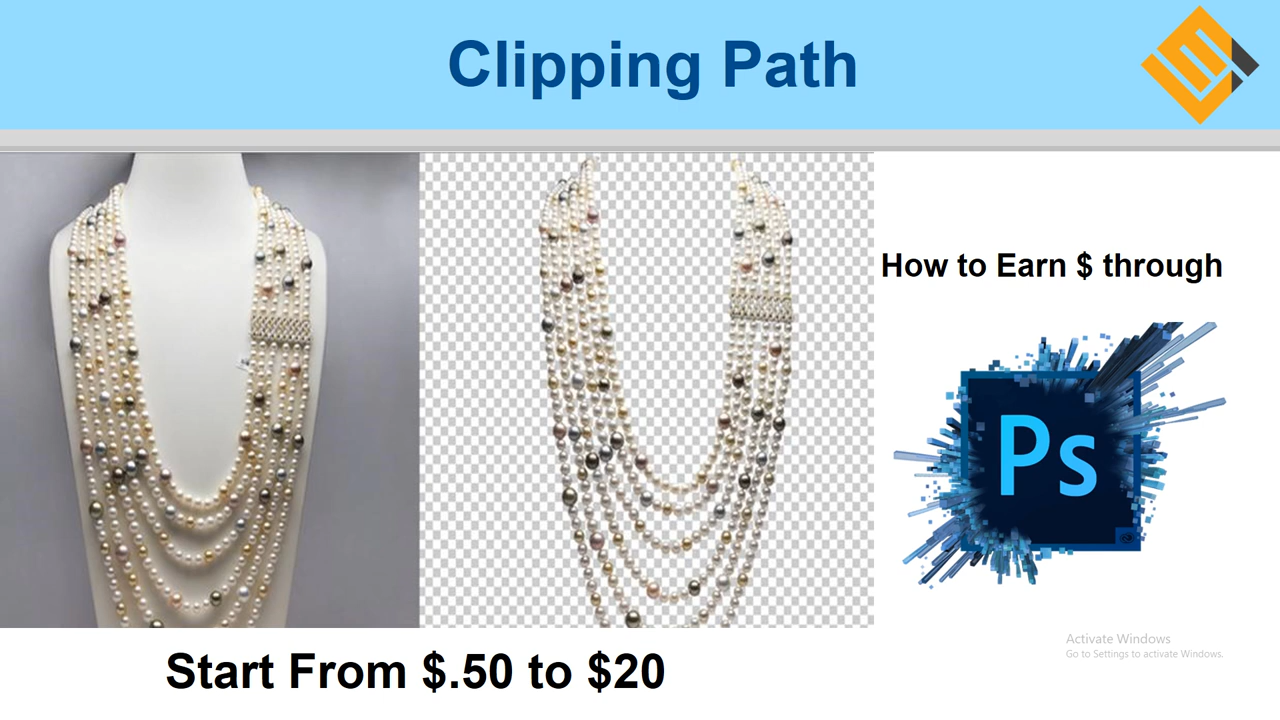 Clipping Path
How to Earn $ through
Ps
Activate Windows
Go to Settings to activate Windows.
Start From $.50 to $20